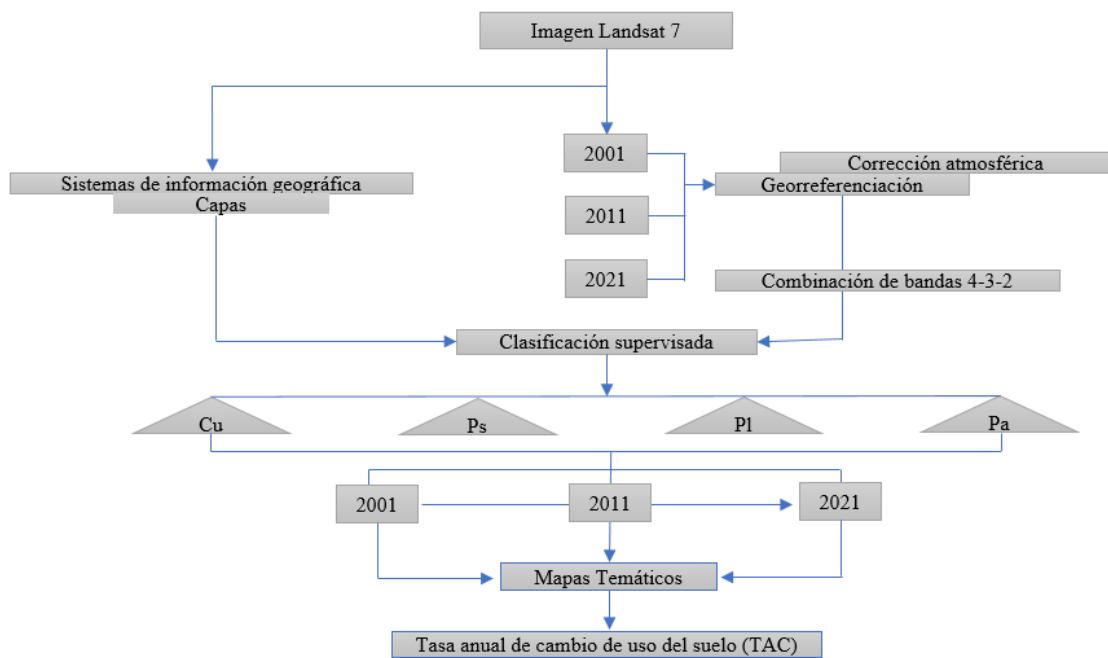 Imagen Landsat 7
2001
Corrección atmosférica
Sistemas de información geográfica
Georreferenciación
Capas
2011
2021
Combinación de bandas 4-3-2
Clasificación supervisada
Cu
Ps
Pl
Pa
2001
2011
2021
Mapas Temáticos
Tasa anual de cambio de uso del suelo (TAC)